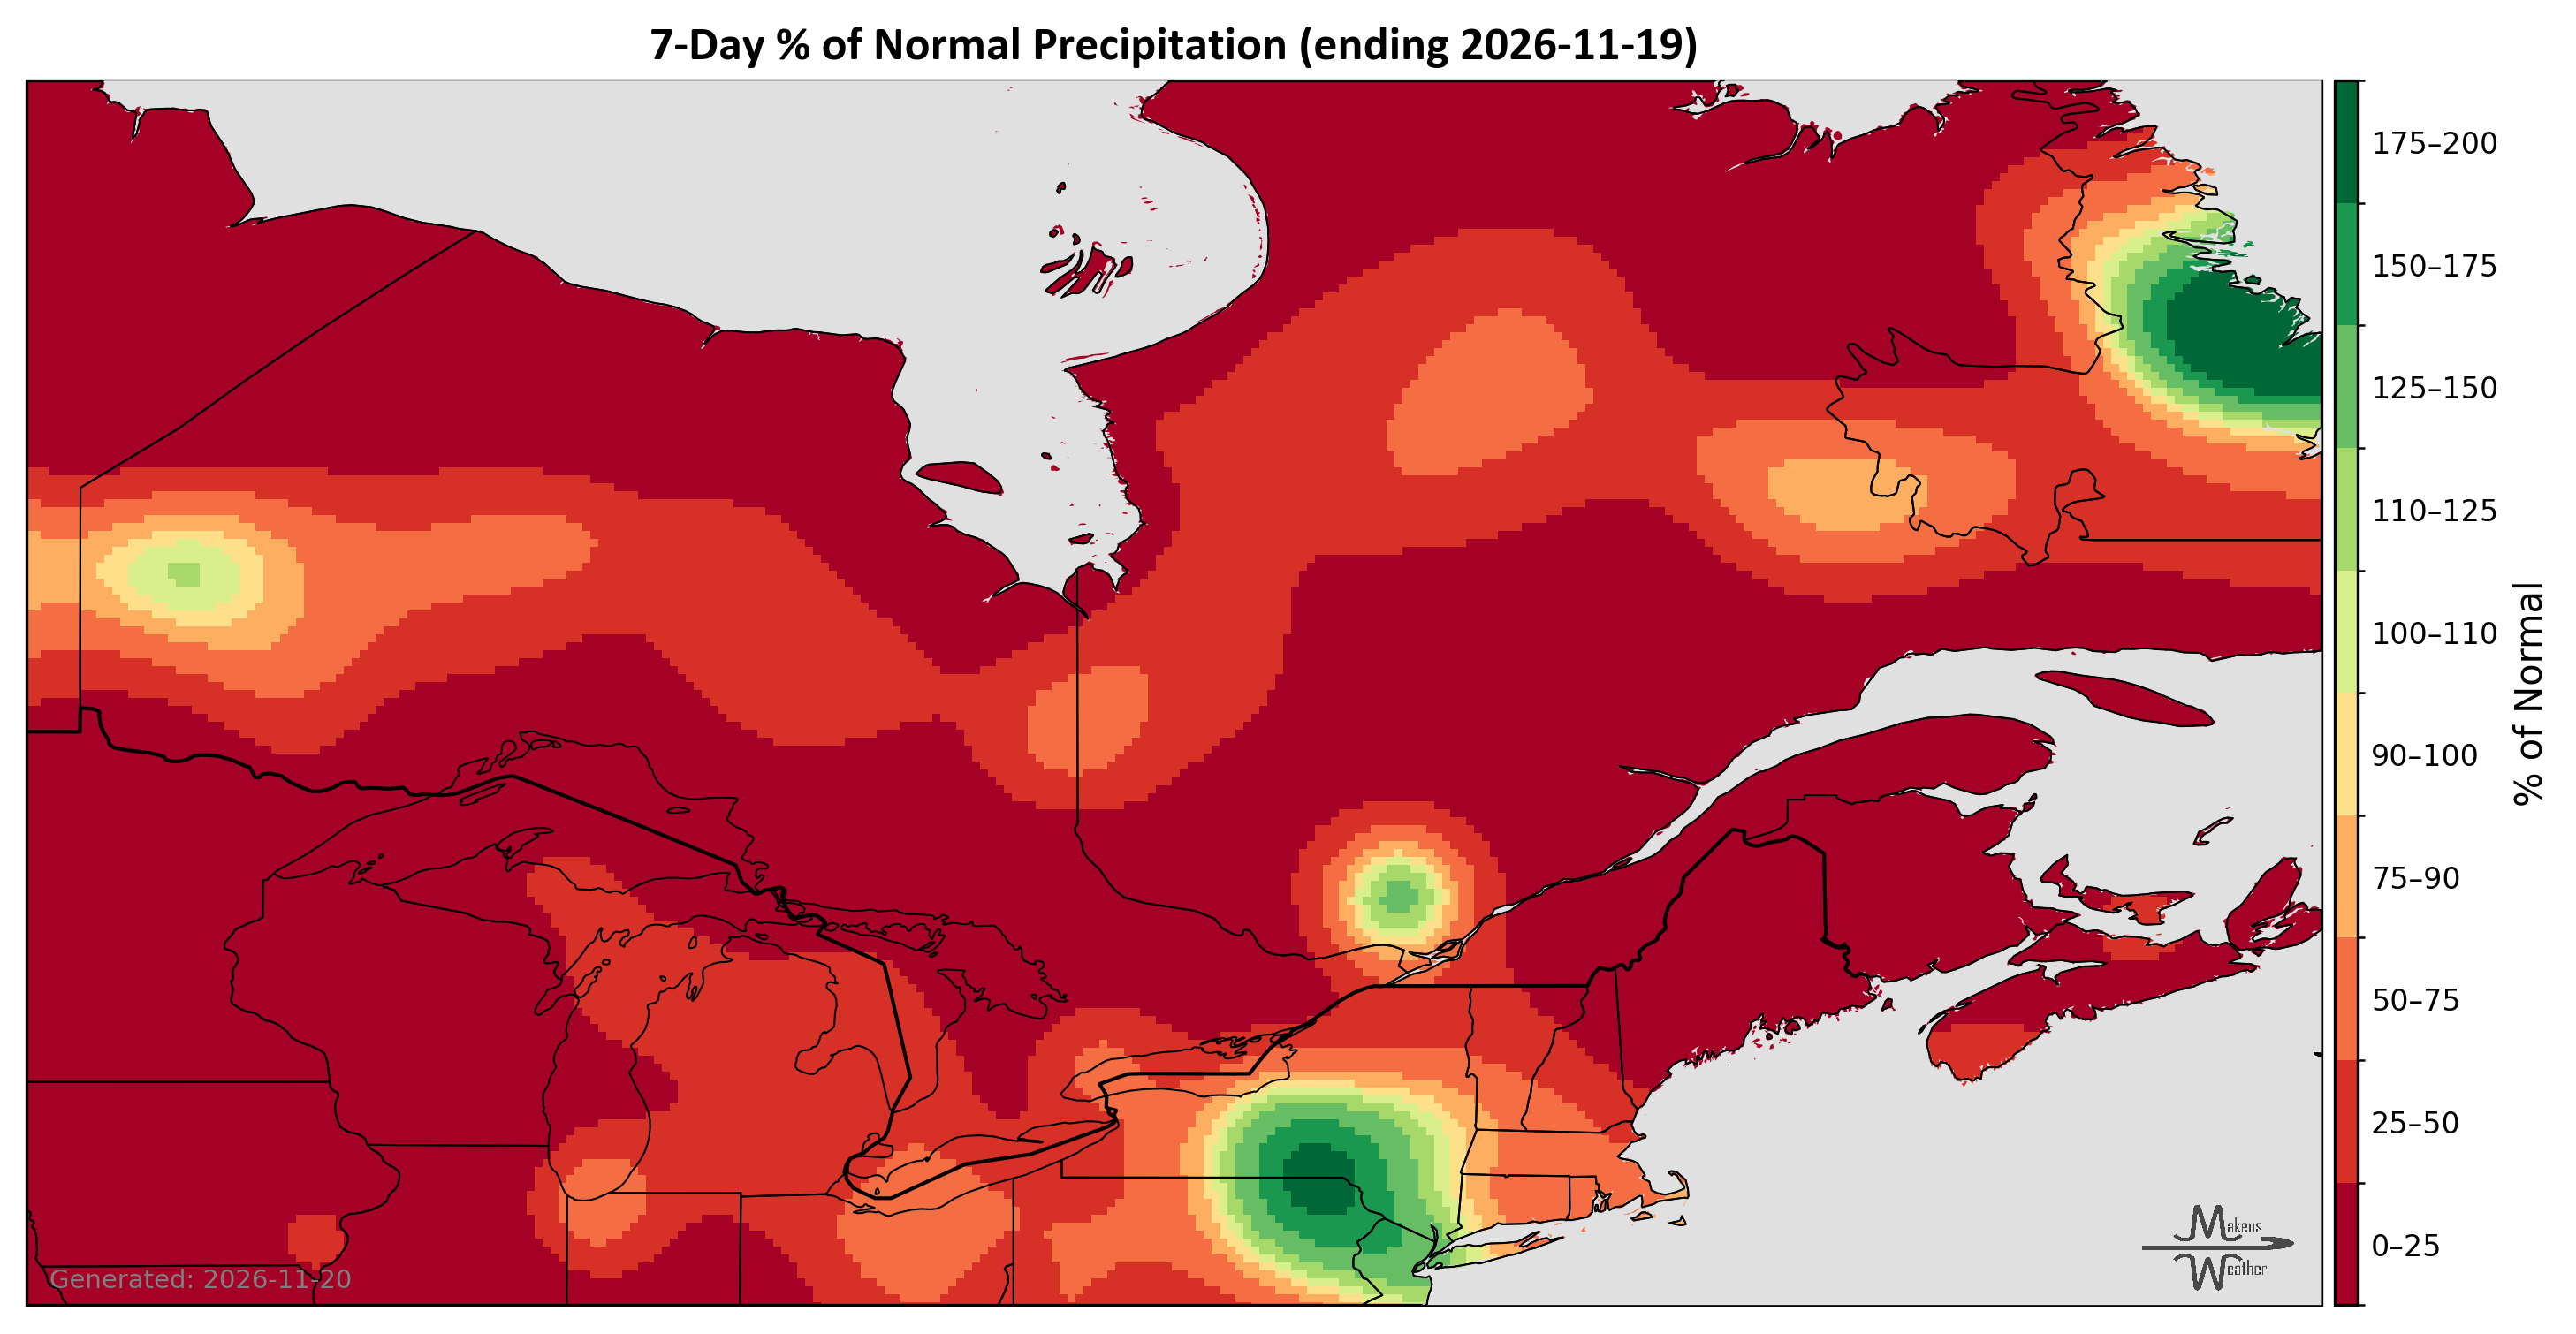 7-Day % of Normal Precipitation (ending 2026-11-19)
175–200
150–175
125–150
110–125
100–110
90–100
75–90
50–75
25–50
0–25
% of Normal
Makens
Weather
Generated: 2026-11-20